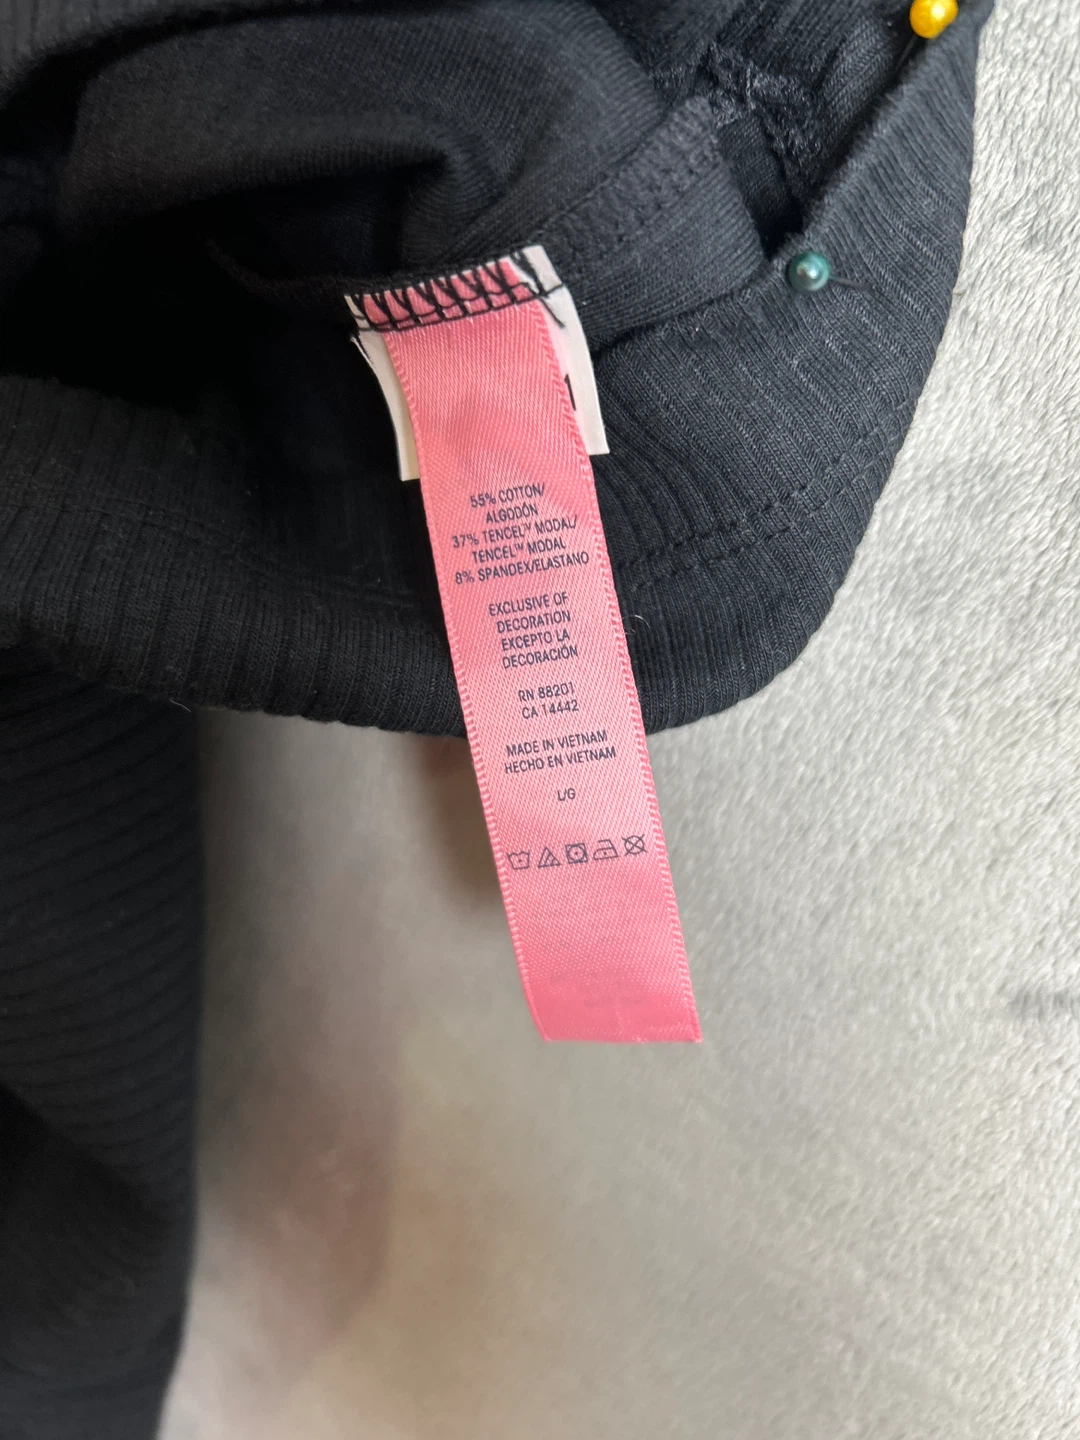 1
55% COTTON/
ALGODÓN
37% TENCEL™ MODAL/
TENCEL™ MODAL
8% SPANDEX/ELASTANO
EXCLUSIVE OF
DECORATION
EXCEPTO LA
DECORACIÓN
RN 88201
CA 14442
MADE IN VIETNAM
HECHO EN VIETNAM
L/G